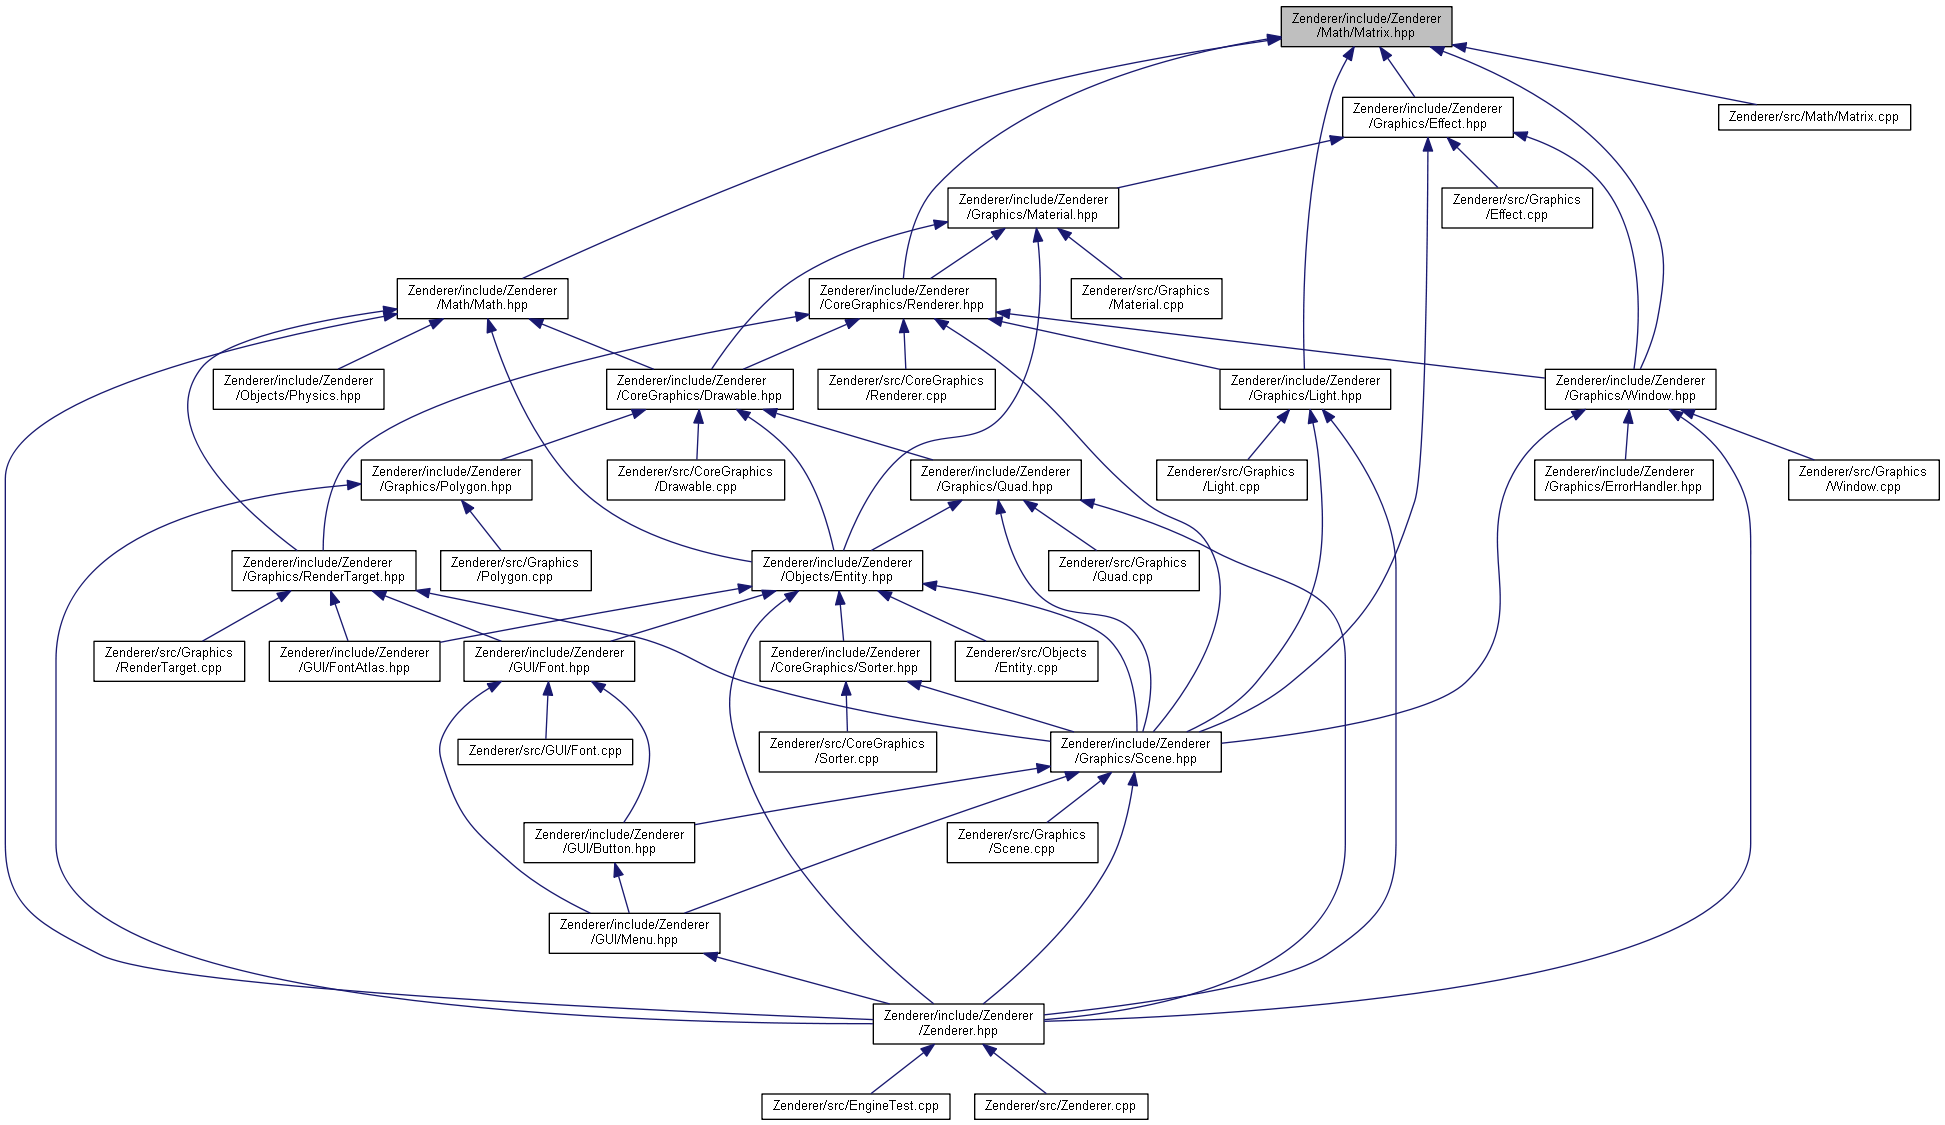 Zenderer/include/Zenderer
/Math/Matrix.hpp
Zenderer/include/Zenderer
/Graphics/Effect.hpp
Zenderer/src/Math/Matrix.cpp
Zenderer/include/Zenderer
/Graphics/Material.hpp
Zenderer/src/Graphics
/Effect.cpp
Zenderer/include/Zenderer
/Math/Math.hpp
Zenderer/include/Zenderer
/CoreGraphics/Renderer.hpp
Zenderer/src/Graphics
/Material.cpp
Zenderer/include/Zenderer
/Objects/Physics.hpp
Zenderer/include/Zenderer
/CoreGraphics/Drawable.hpp
Zenderer/src/CoreGraphics
/Renderer.cpp
Zenderer/include/Zenderer
/Graphics/Light.hpp
Zenderer/include/Zenderer
/Graphics/Window.hpp
Zenderer/include/Zenderer
/Graphics/Polygon.hpp
Zenderer/src/CoreGraphics
/Drawable.cpp
Zenderer/include/Zenderer
/Graphics/Quad.hpp
Zenderer/src/Graphics
/Light.cpp
Zenderer/include/Zenderer
/Graphics/ErrorHandler.hpp
Zenderer/src/Graphics
/Window.cpp
Zenderer/include/Zenderer
/Graphics/RenderTarget.hpp
Zenderer/src/Graphics
/Polygon.cpp
Zenderer/include/Zenderer
/Objects/Entity.hpp
Zenderer/src/Graphics
/Quad.cpp
Zenderer/src/Graphics
/RenderTarget.cpp
Zenderer/include/Zenderer
/GUI/FontAtlas.hpp
Zenderer/include/Zenderer
/GUI/Font.hpp
Zenderer/include/Zenderer
/CoreGraphics/Sorter.hpp
Zenderer/src/Objects
/Entity.cpp
Zenderer/src/GUI/Font.cpp
Zenderer/src/CoreGraphics
/Sorter.cpp
Zenderer/include/Zenderer
/Graphics/Scene.hpp
Zenderer/include/Zenderer
/GUI/Button.hpp
Zenderer/src/Graphics
/Scene.cpp
Zenderer/include/Zenderer
/GUI/Menu.hpp
Zenderer/include/Zenderer
/Zenderer.hpp
Zenderer/src/EngineTest.cpp
Zenderer/src/Zenderer.cpp